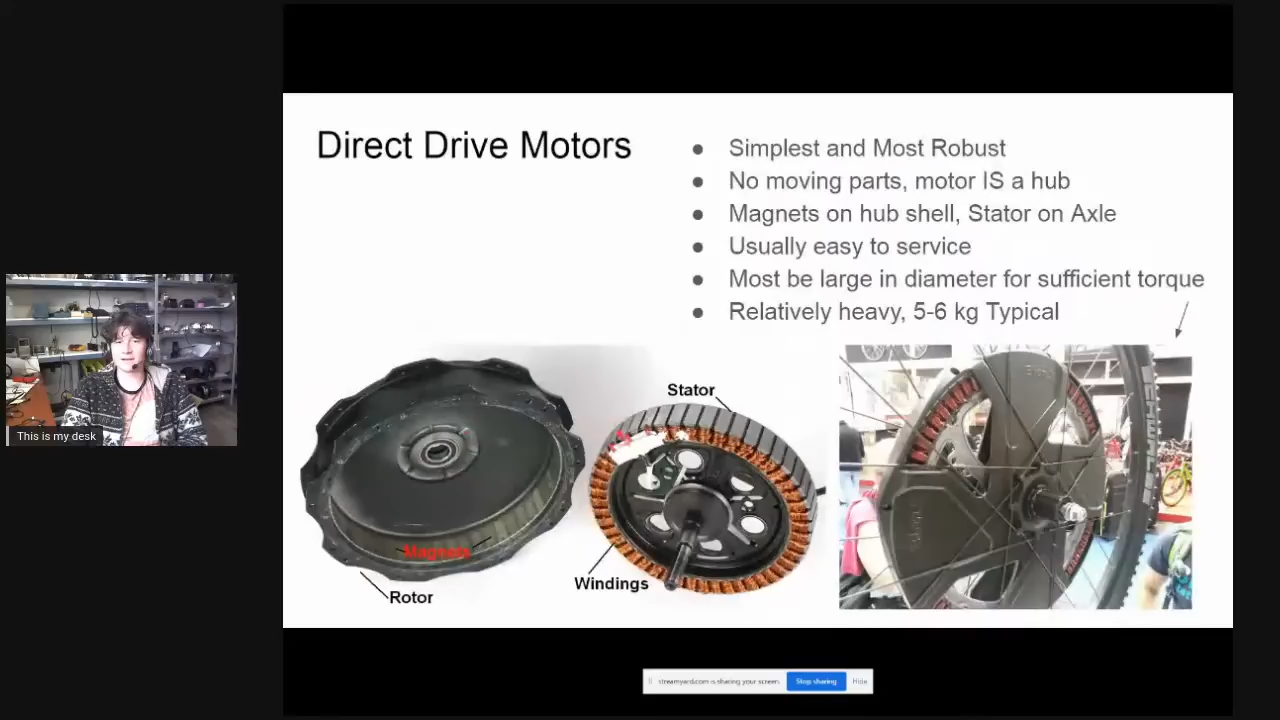 Direct Drive Motors
● Simplest and Most Robust
● No moving parts, motor IS a hub
● Magnets on hub shell, Stator on Axle
● Usually easy to service
● Most be large in diameter for sufficient torque
● Relatively heavy, 5-6 kg Typical
Stator
Magnets
Windings
Rotor
This is my desk
streamyard.com is sharing your screen.
Stop sharing
Hide